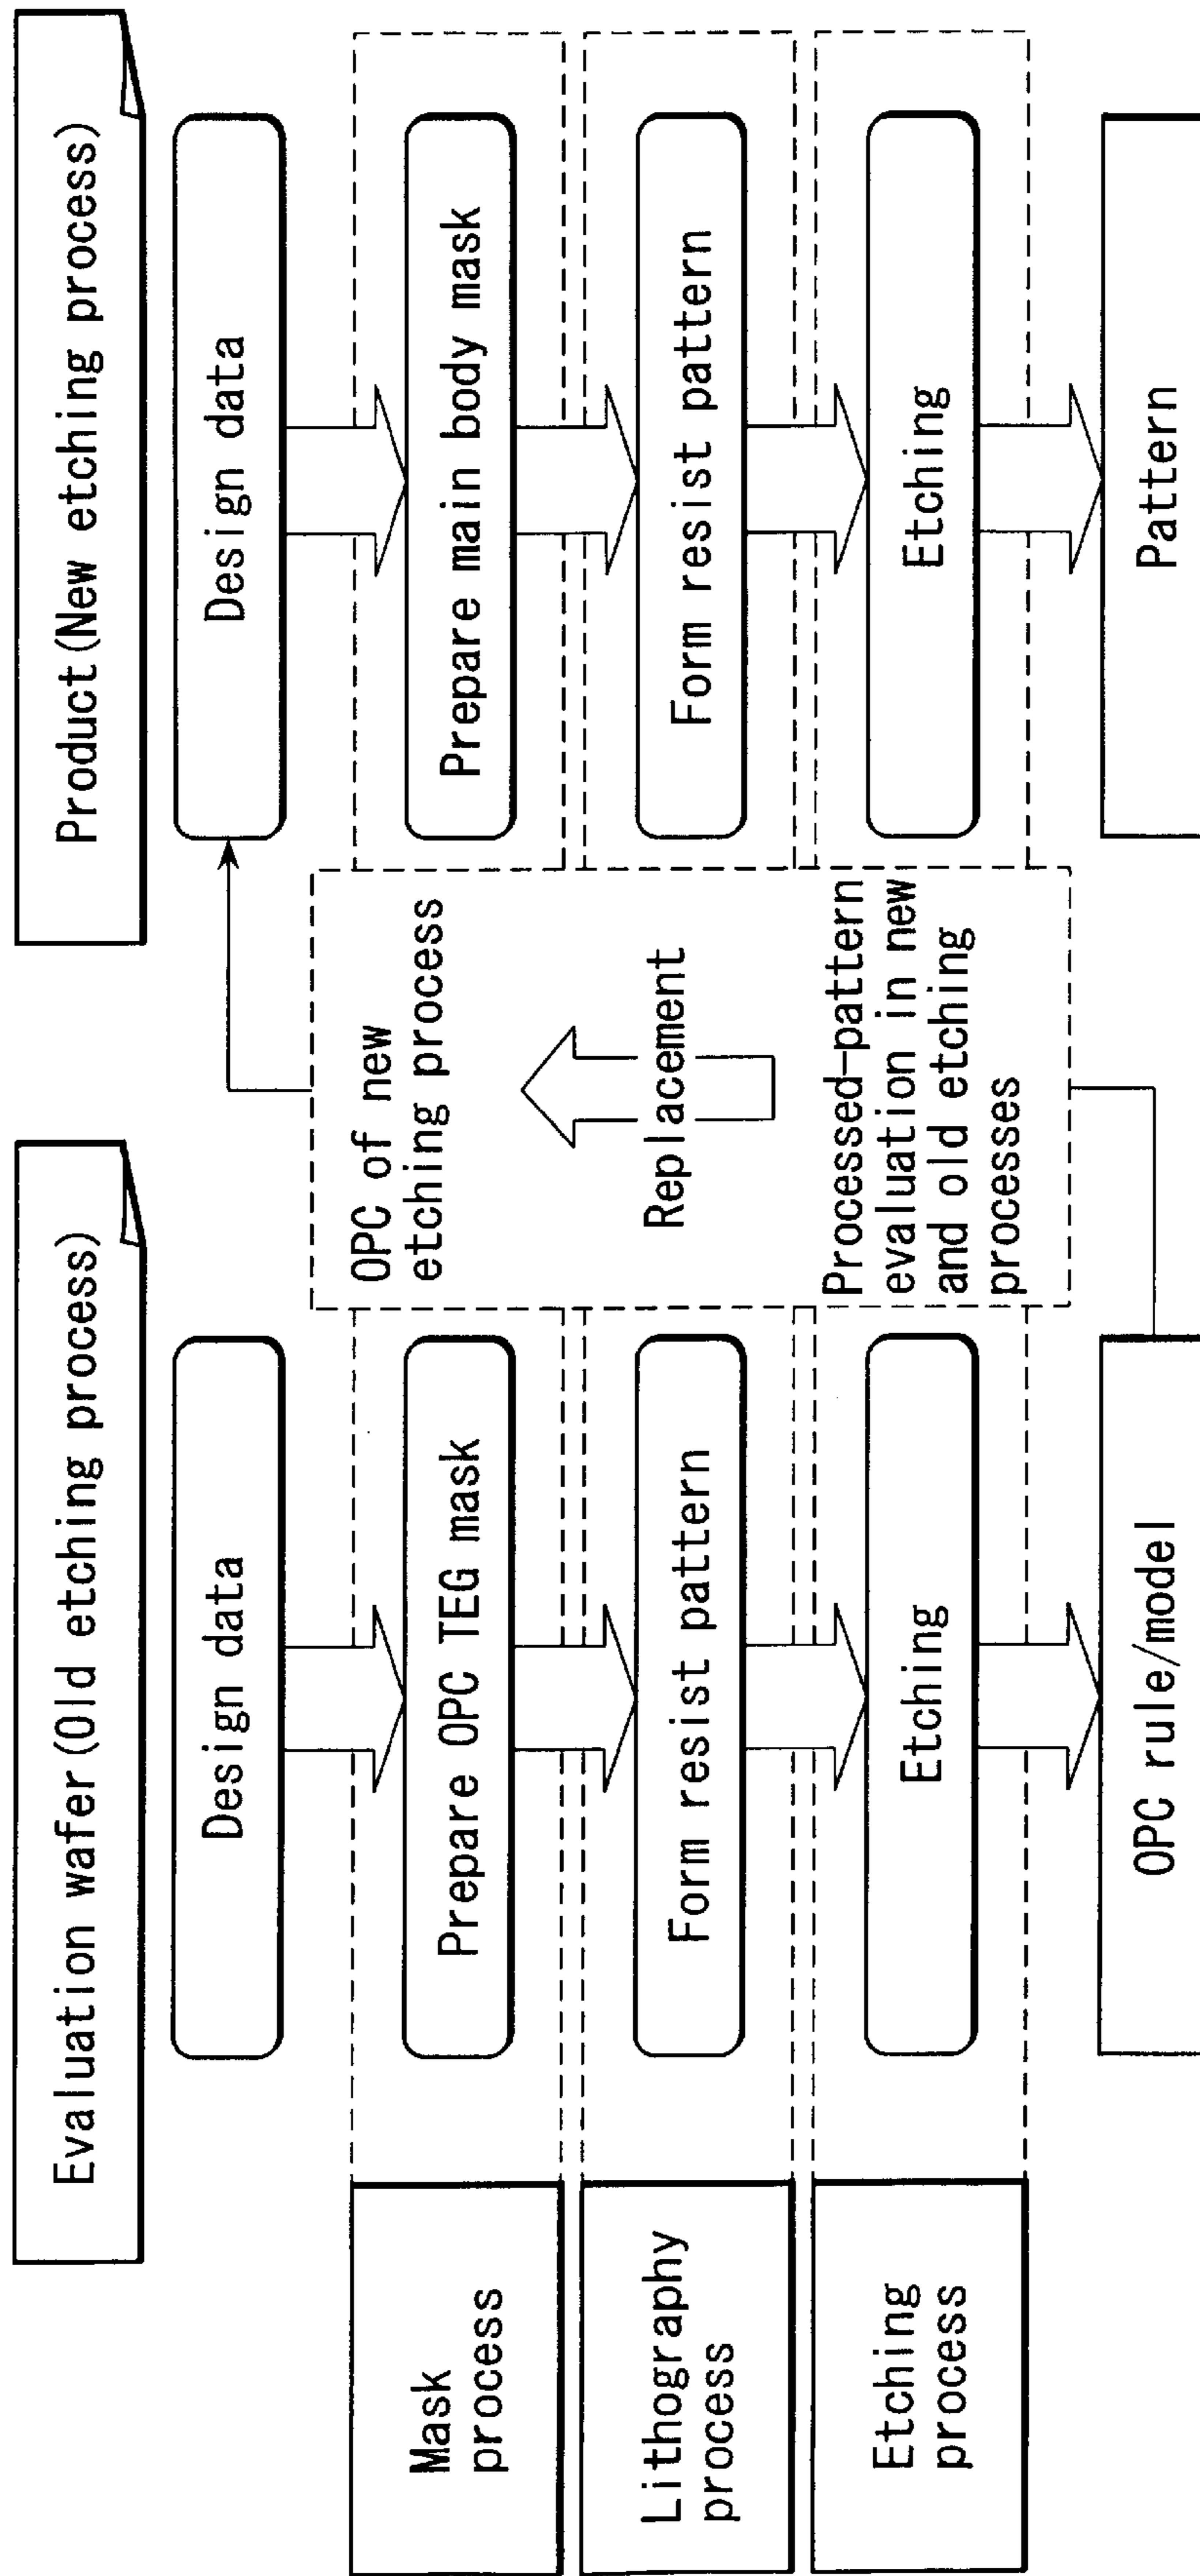 Evaluation wafer(Old etching process)
Product(New etching process)
Design data
Design data
Mask
process
Prepare OPC TEG mask
OPC of new
etching process
Prepare main body mask
Lithography
process
Form resist pattern
Replacement
Form resist pattern
Etching
process
Etching
Processed-pattern
evaluation in new
and old etching
processes
Etching
OPC rule/model
Pattern